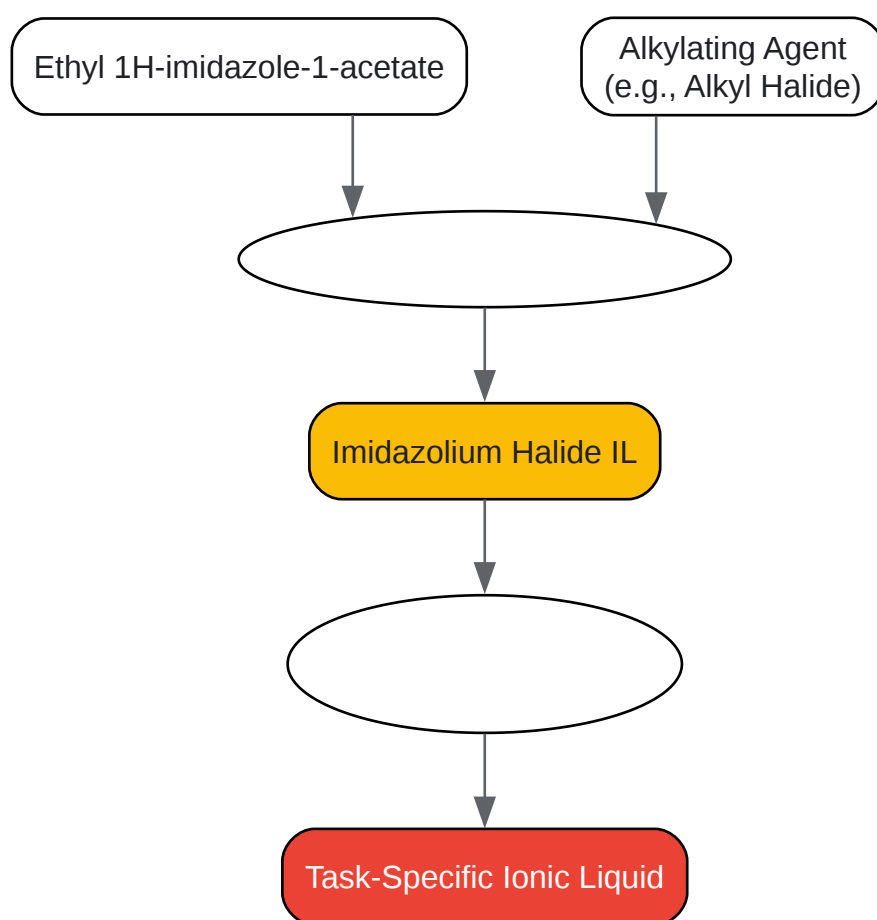 Ethyl 1H-imidazole-1-acetate
Alkylating Agent
(e.g., Alkyl Halide)
Imidazolium Halide IL
Task-Specific Ionic Liquid